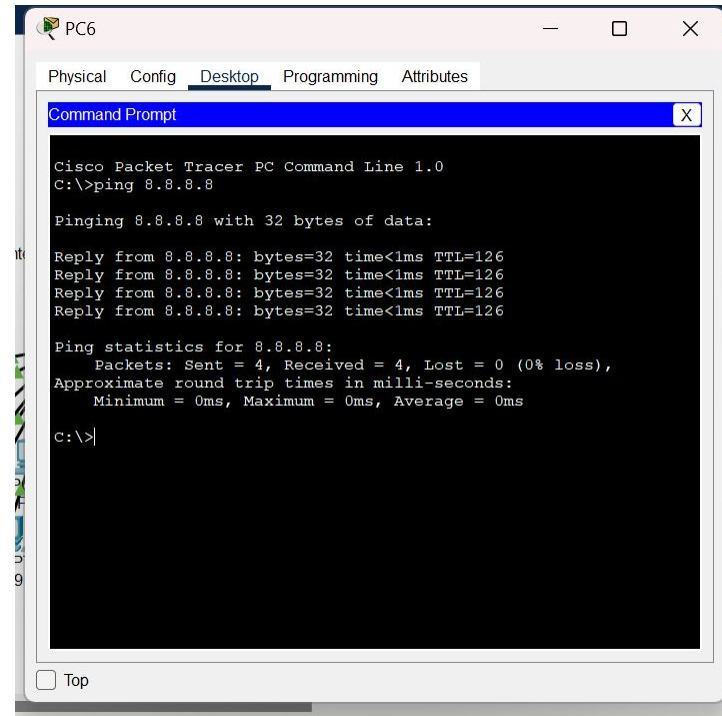 PC6
Physical Config Desktop Programming Attributes
Command Prompt
X
Cisco Packet Tracer PC Command Line 1.0
C:\>ping 8.8.8.8
Pinging 8.8.8.8 with 32 bytes of data:
Reply from 8.8.8.8: bytes=32 time<1ms TTL=126
Reply from 8.8.8.8: bytes=32 time<1ms TTL=126
Reply from 8.8.8.8: bytes=32 time<1ms TTL=126
Reply from 8.8.8.8: bytes=32 time<1ms TTL=126
Ping statistics for 8.8.8.8:
Packets: Sent = 4, Received = 4, Lost = 0 (0% loss),
Approximate round trip times in milli-seconds:
Minimum = 0ms, Maximum = 0ms, Average = 0ms
C:\>
Top